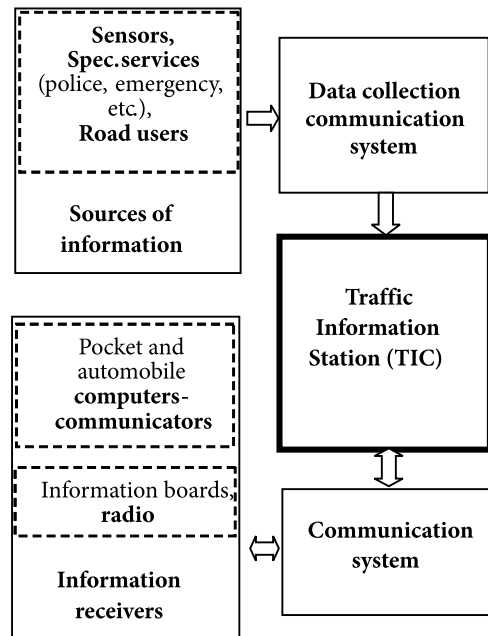 Sensors,
Spec.services
(police, emergency,
etc.),
Road users
Sources of
information
Data collection
communication
system
Traffic
Information
Station (TIC)
Pocket and
automobile
computers-
communicators
Information boards,
radio
Information
receivers
Communication
system